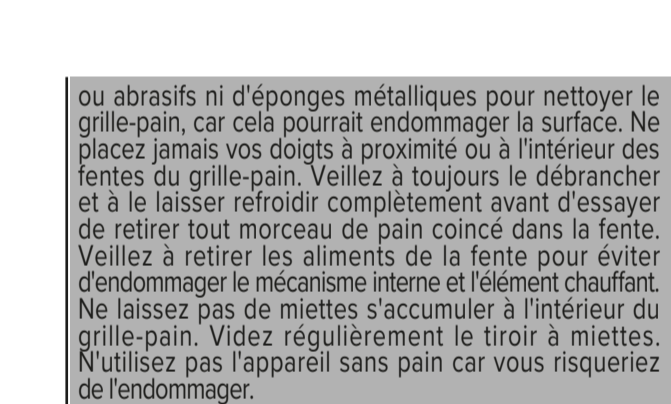 ou abrasifs ni d'éponges métalliques pour nettoyer le
grille-pain, car cela pourrait endommager la surface. Ne
placez jamais vos doigts à proximité ou à l'intérieur des
fentes du grille-pain. Veillez à toujours le débrancher
et à le laisser refroidir complètement avant d'essayer
de retirer tout morceau de pain coincé dans la fente.
Veillez à retirer les aliments de la fente pour éviter
d'endommager le mécanisme interne et l'élément chauffant.
Ne laissez pas de miettes s'accumuler à l'intérieur du
grille-pain. Videz régulièrement le tiroir à miettes.
N'utilisez pas l'appareil sans pain car vous risqueriez
de l'endommager.